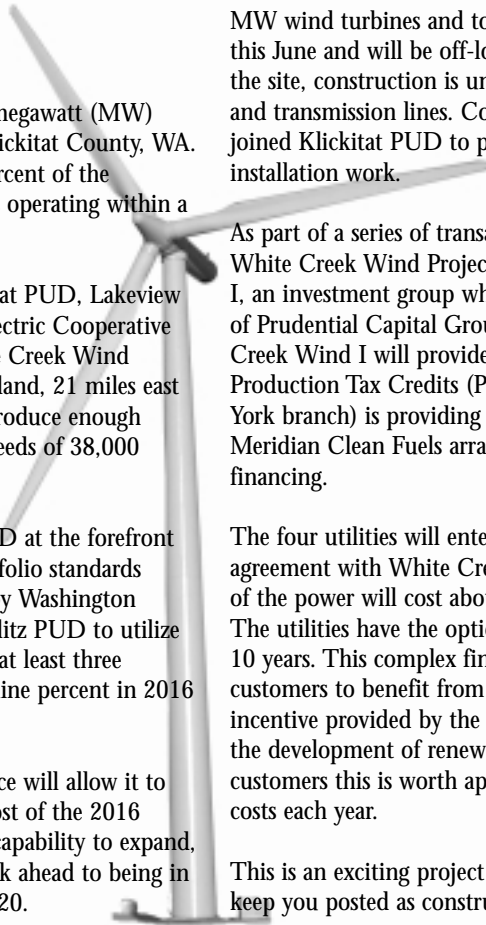 negawatt (MW)
ickitat County, WA.
rcent of the
operating within a
at PUD, Lakeview
ectric Cooperative
Creek Wind
land, 21 miles east
roduce enough
eeds of 38,000
D at the forefront
folio standards
y Washington
litz PUD to utilize
at least three
nine percent in 2016
ce will allow it to
ost of the 2016
capability to expand,
k ahead to being in
20.
MW wind turbines and to
this June and will be off-lo
the site, construction is un
and transmission lines. Co
joined Klickitat PUD to p
installation work.
As part of a series of transa
White Creek Wind Projec
I, an investment group wh
of Prudential Capital Grou
Creek Wind I will provide
Production Tax Credits (P
York branch) is providing
Meridian Clean Fuels arra
financing.
The four utilities will ente
agreement with White Cre
of the power will cost abou
The utilities have the optic
10 years. This complex fin
customers to benefit from
incentive provided by the
the development of renew
customers this is worth ap
costs each year.
This is an exciting project
keep you posted as constru